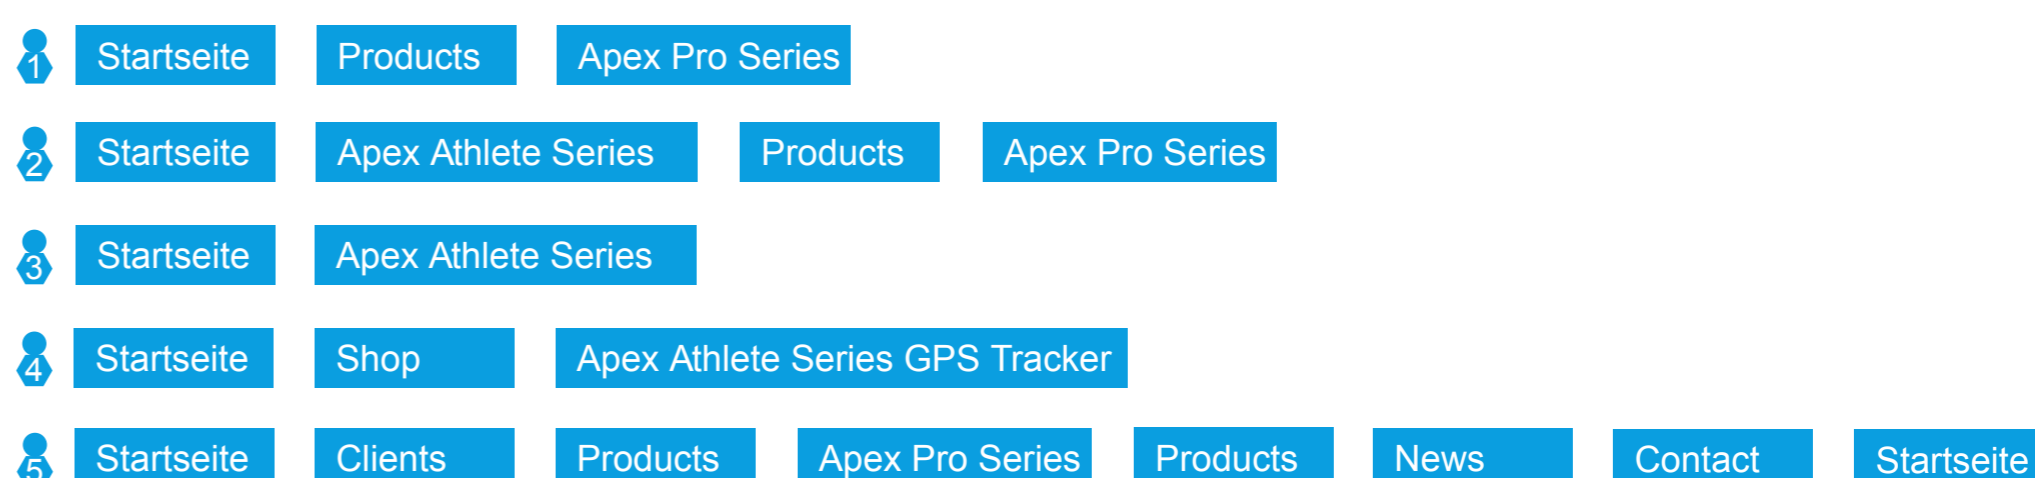 1 Startseite Products Apex Pro Series
2 Startseite Apex Athlete Series Products Apex Pro Series
3 Startseite Apex Athlete Series
4 Startseite Shop Apex Athlete Series GPS Tracker
5 Startseite Clients Products Apex Pro Series Products News Contact Startseite